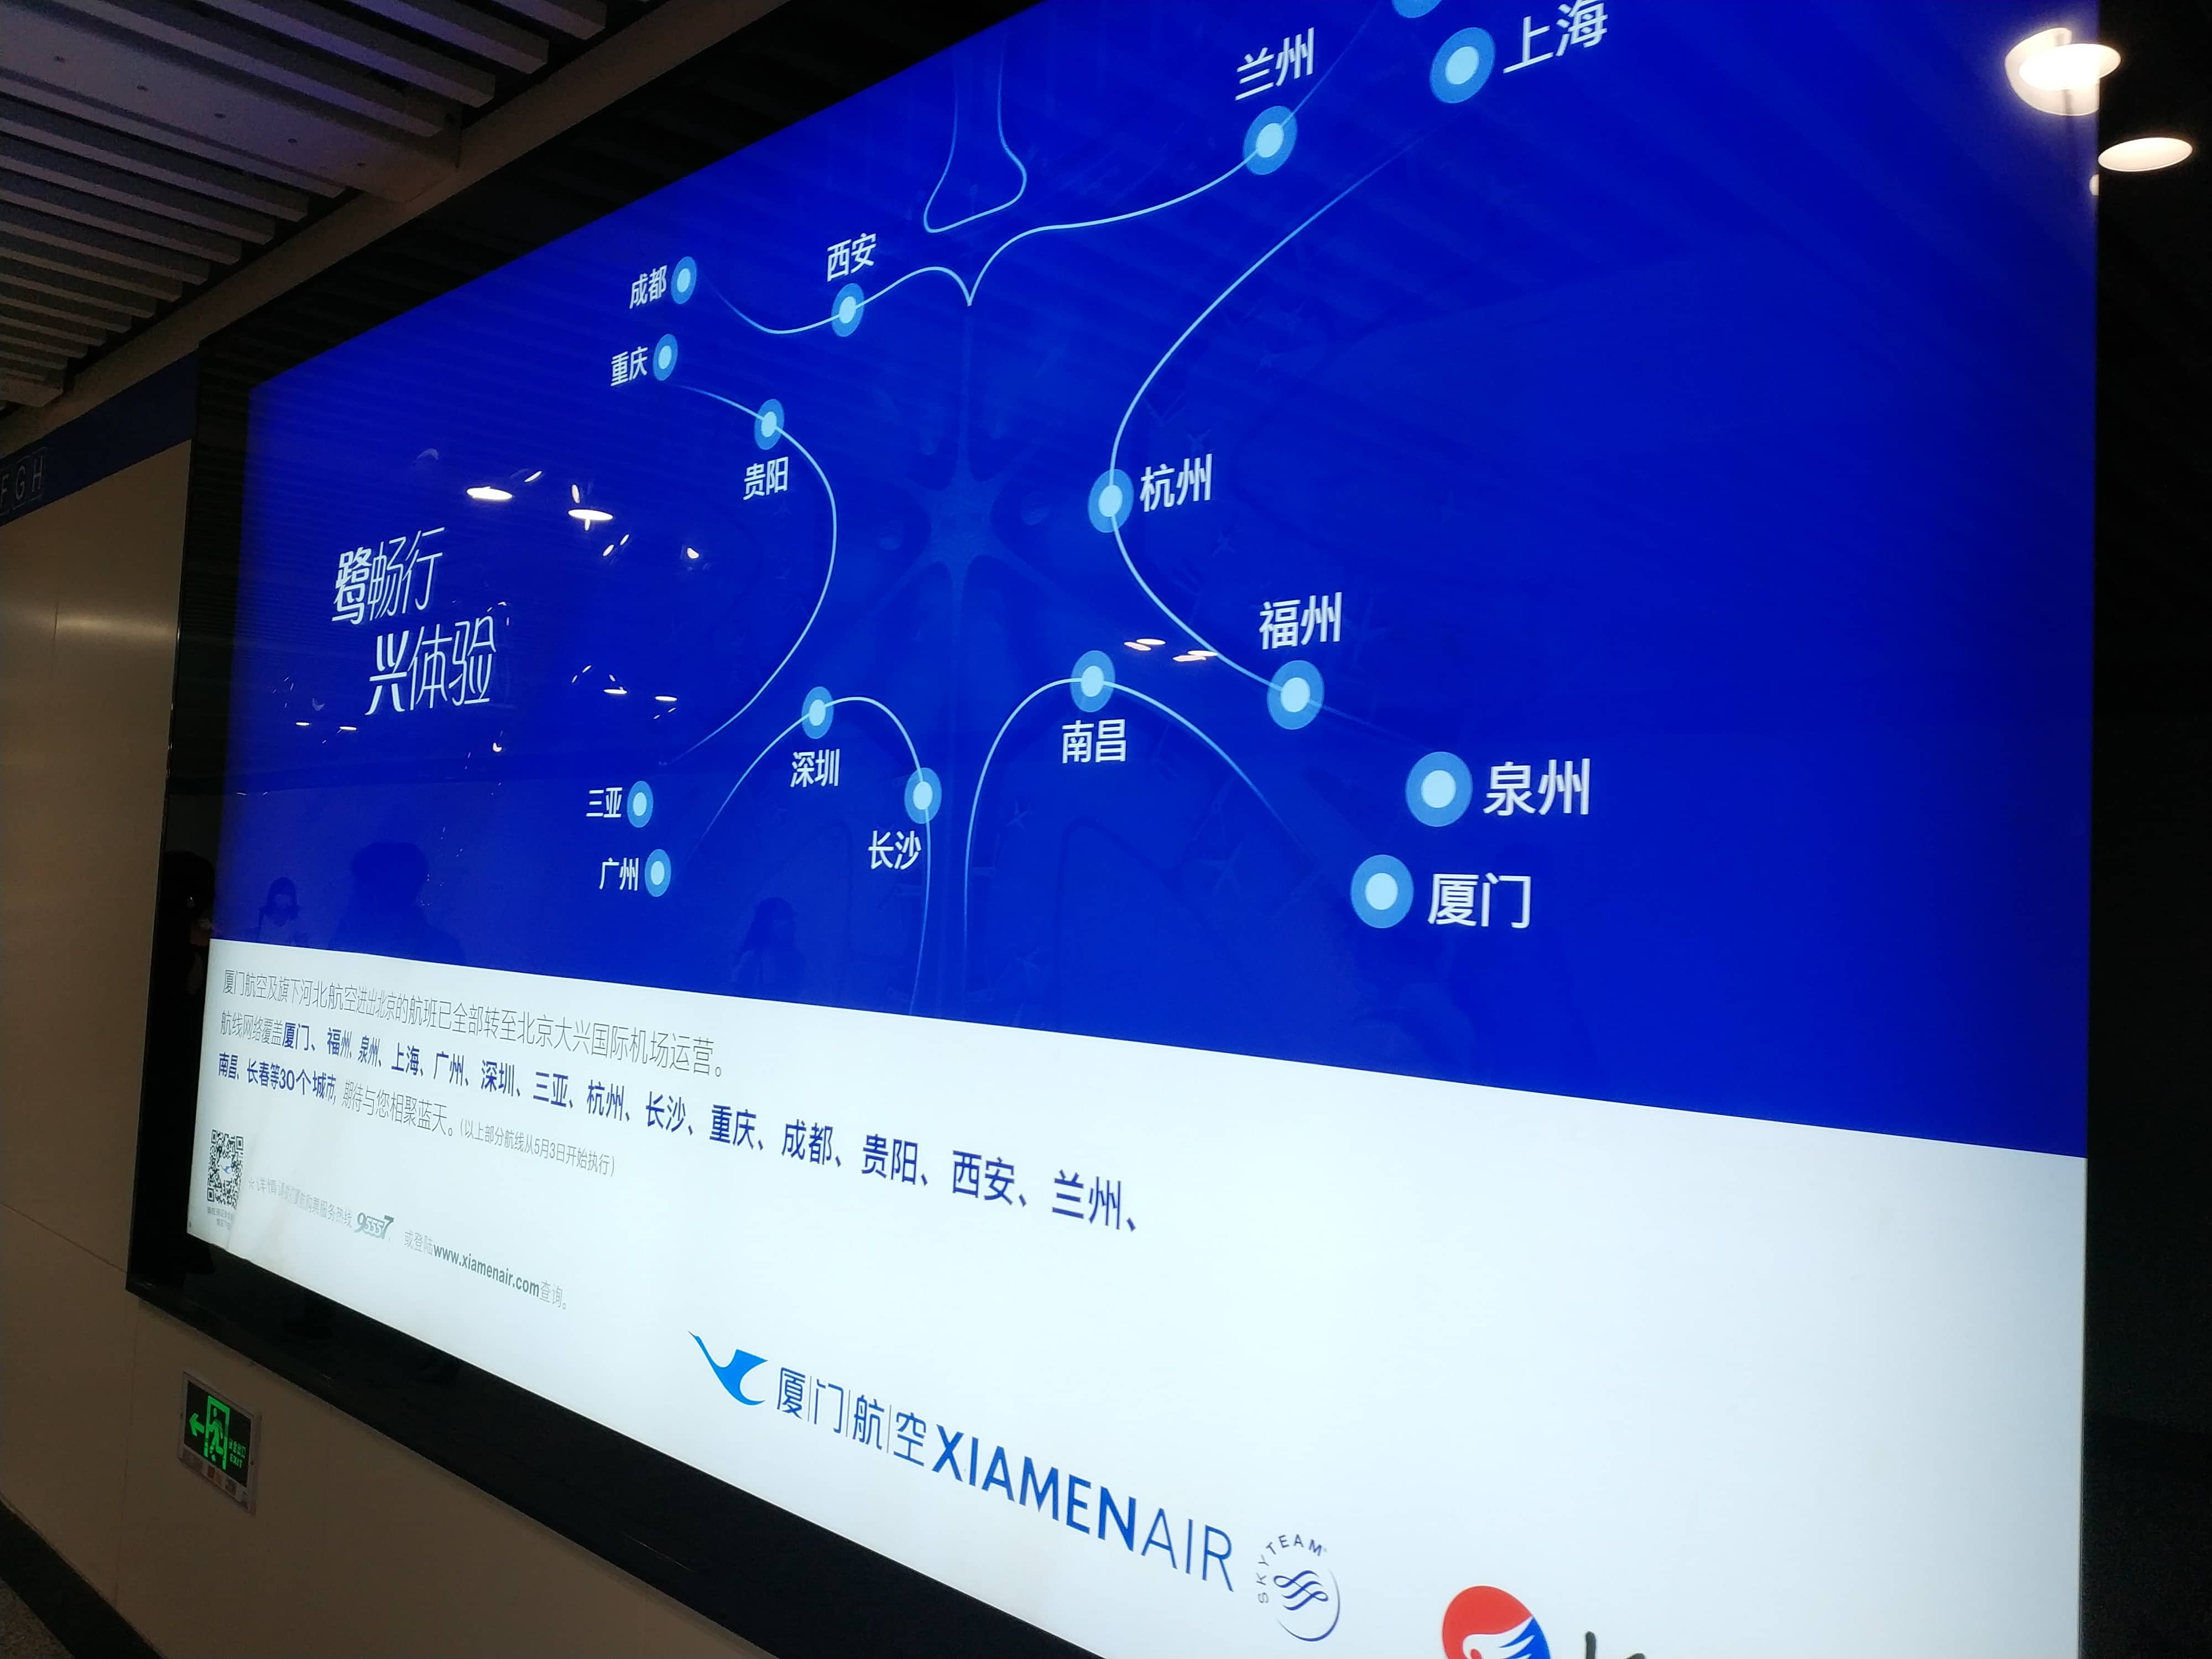 上海
兰州
西安
成都
重庆
贵阳
杭州
鹭畅行
兴体验
福州
南昌
深圳
泉州
三亚
长沙
广州
厦门
厦门航空及旗下河北航空进出北京的航班已全部转至北京大兴国际机场运营。
航线网络覆盖厦门、福州、泉州、上海、广州、深圳、三亚、杭州、长沙、重庆、成都、贵阳、西安、兰州、
南昌、长春等30个城市, 期待与您相聚蓝天。(以上部分航线从5月3日开始执行)
服务热线 95557, 或登陆www.xiamenair.com查询。
厦门航空 XIAMENAIR
SKYTEAM
FGH
EXIT